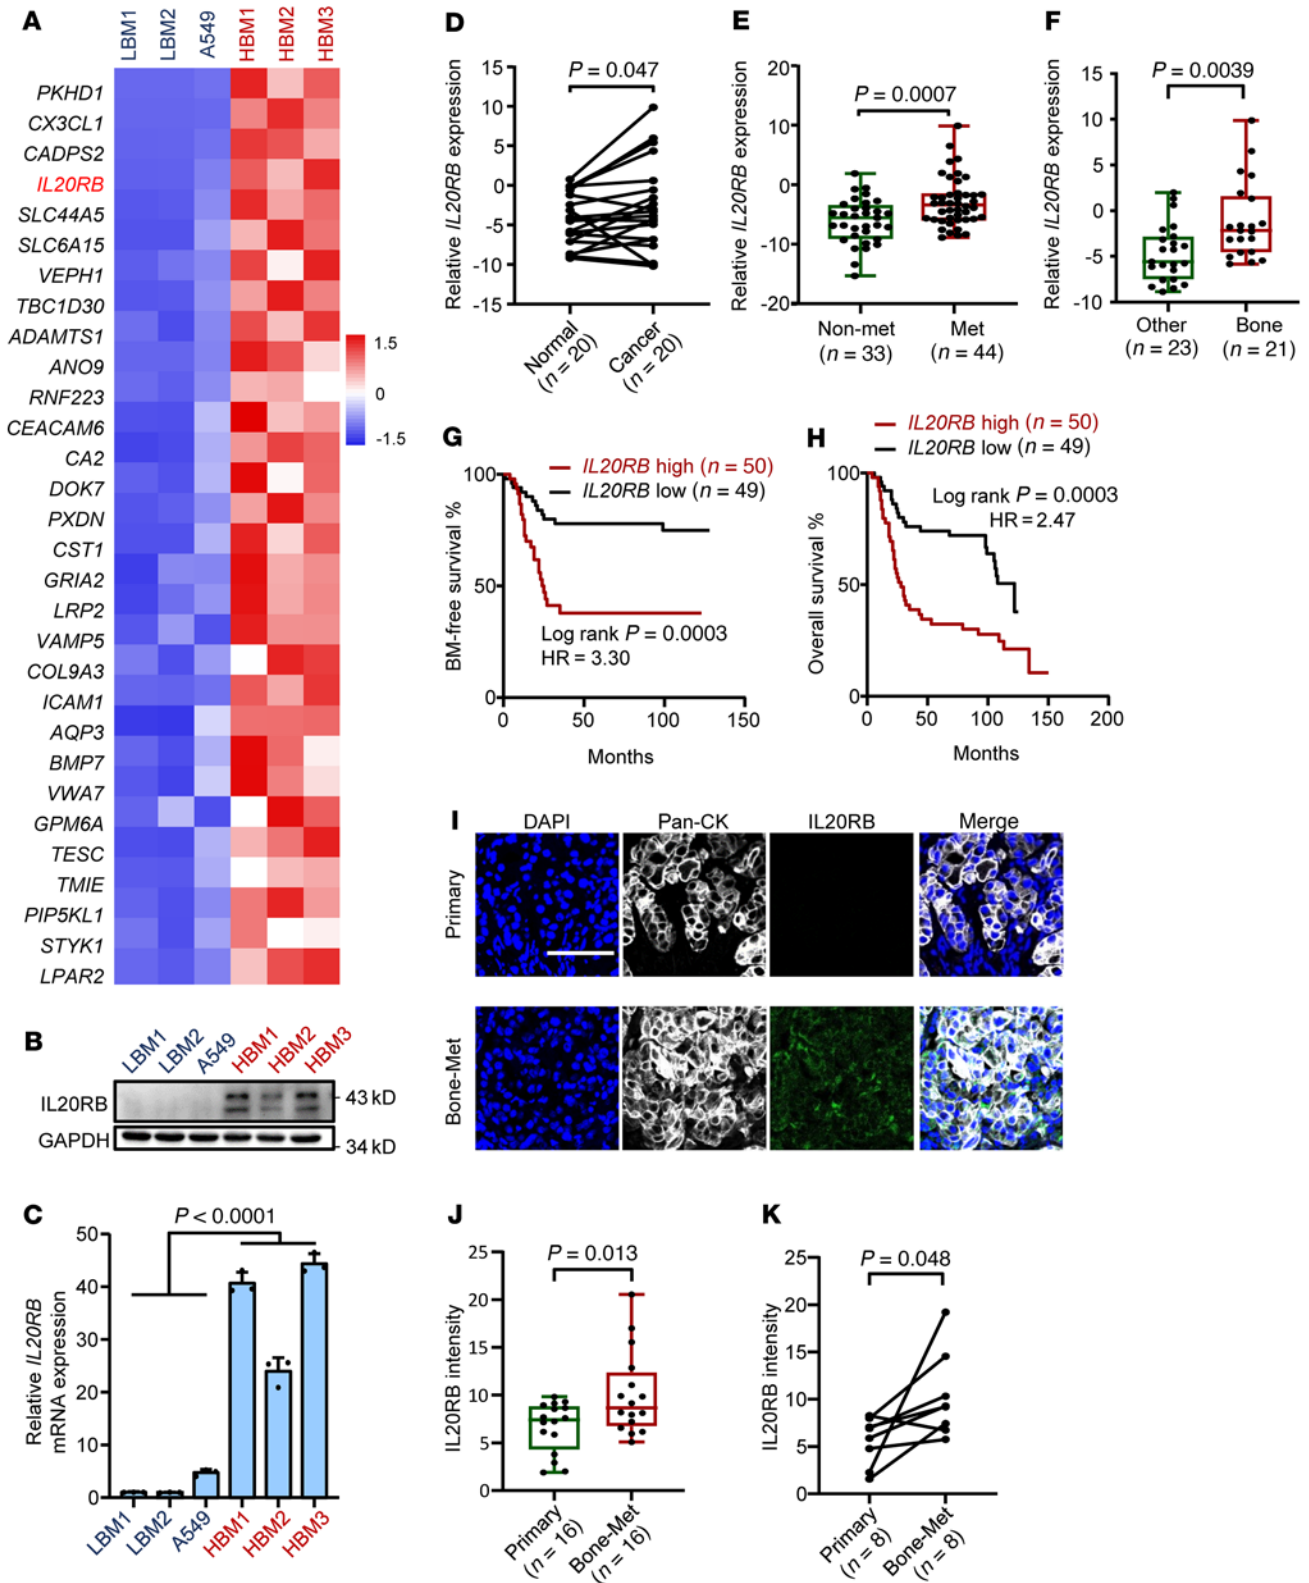 A
LBM1
LBM2
A549
HBM1
HBM2
HBM3
PKHD1
CX3CL1
CADPS2
IL20RB
SLC44A5
SLC6A15
VEPH1
TBC1D30
ADAMTS1
ANO9
RNF223
CEACAM6
CA2
DOK7
PXDN
CST1
GRIA2
LRP2
VAMP5
COL9A3
ICAM1
AQP3
BMP7
VWA7
GPM6A
TESC
TMIE
PIP5KL1
STYK1
LPAR2
1.5
0
-1.5
B
LBM1
LBM2
A549
HBM1
HBM2
HBM3
IL20RB
43 kD
GAPDH
34 kD
C
P < 0.0001
Relative IL20RB
mRNA expression
50
40
30
20
10
0
LBM1
LBM2
A549
HBM1
HBM2
HBM3
D
P = 0.047
Relative IL20RB expression
15
10
5
0
-5
-10
-15
Normal
(n = 20)
Cancer
(n = 20)
E
P = 0.0007
Relative IL20RB expression
20
10
0
-10
-20
Non-met
(n = 33)
Met
(n = 44)
F
P = 0.0039
Relative IL20RB expression
15
10
5
0
-5
-10
Other
(n = 23)
Bone
(n = 21)
G
IL20RB high (n = 50)
IL20RB low (n = 49)
BM-free survival %
100
50
0
Log rank P = 0.0003
HR = 3.30
0
50
100
150
Months
H
IL20RB high (n = 50)
IL20RB low (n = 49)
Overall survival %
100
50
0
Log rank P = 0.0003
HR = 2.47
0
50
100
150
200
Months
I
DAPI
Pan-CK
IL20RB
Merge
Primary
Bone-Met
J
P = 0.013
IL20RB intensity
25
20
15
10
5
0
Primary
(n = 16)
Bone-Met
(n = 16)
K
P = 0.048
IL20RB intensity
25
20
15
10
5
0
Primary
(n = 8)
Bone-Met
(n = 8)